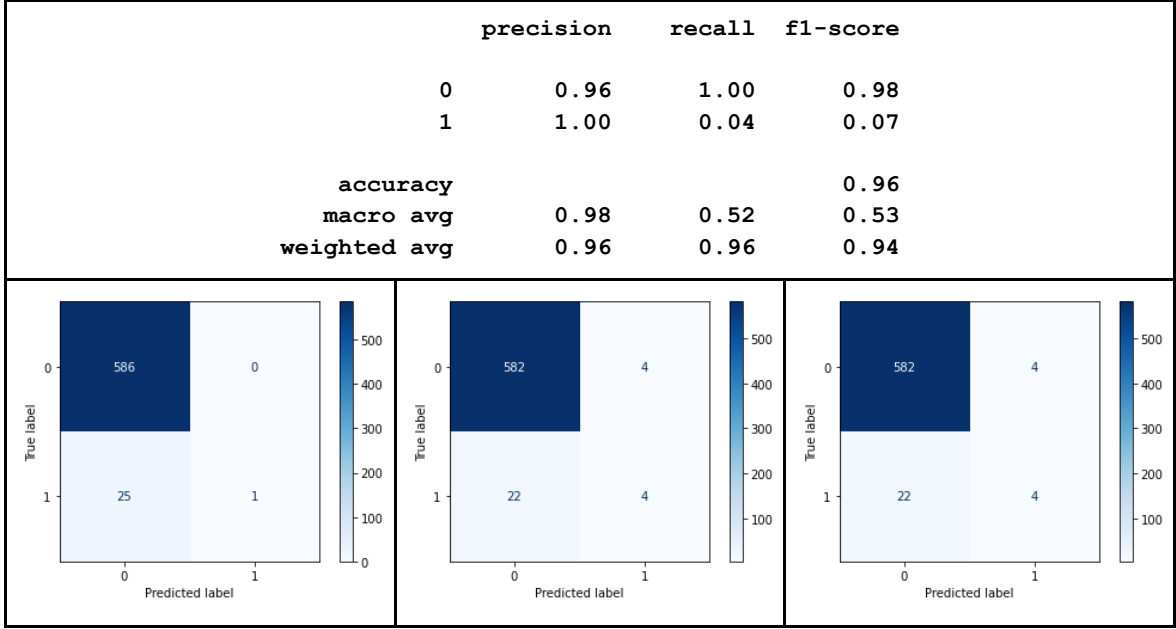 precision recall f1-score
0 0.96 1.00 0.98
1 1.00 0.04 0.07
accuracy 0.96
macro avg 0.98 0.52 0.53
weighted avg 0.96 0.96 0.94
586 0
25 1
0
1
0 1
True label
Predicted label
500
400
300
200
100
0
582 4
22 4
0
1
0 1
True label
Predicted label
500
400
300
200
100
582 4
22 4
0
1
0 1
True label
Predicted label
500
400
300
200
100